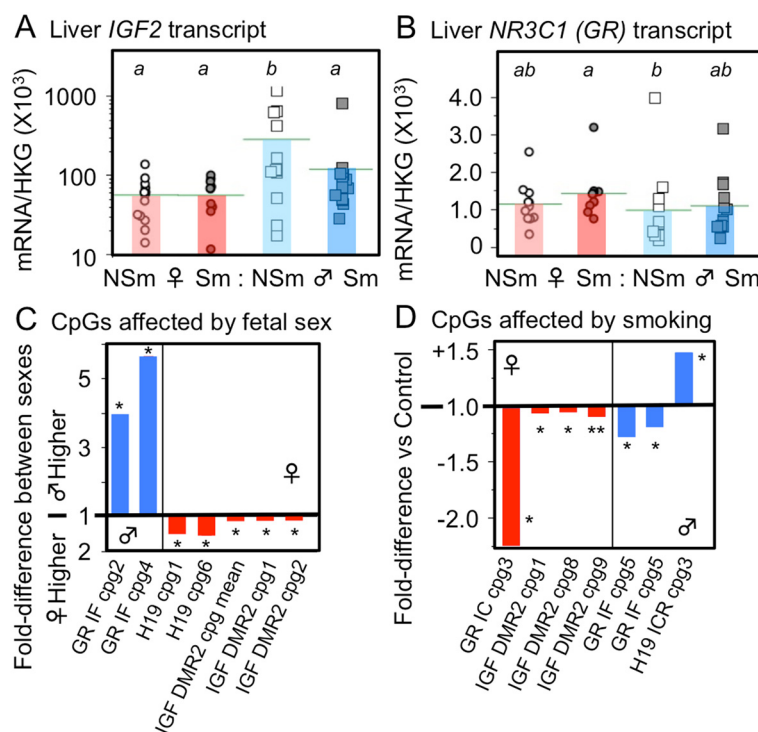 A Liver IGF2 transcript
mRNA/HKG (X10³)
1000
100
10
a a b a
NSm ♀ Sm : NSm ♂ Sm
B Liver NR3C1 (GR) transcript
mRNA/HKG (X10³)
4.0
3.0
2.0
1.0
0
ab a b ab
NSm ♀ Sm : NSm ♂ Sm
C CpGs affected by fetal sex
Fold-difference between sexes
♀Higher ♂Higher
5
3
1
2
* *
♀
♂
* * * * *
GR IF cpg2
GR IF cpg4
H19 cpg1
H19 cpg6
IGF DMR2 cpg mean
IGF DMR2 cpg1
IGF DMR2 cpg2
D CpGs affected by smoking
Fold-difference vs Control
+1.5
1.0
-1.5
-2.0
♀
*
* * ** * *
*
♂
GR IC cpg3
IGF DMR2 cpg1
IGF DMR2 cpg8
IGF DMR2 cpg9
GR IF cpg5
GR IF cpg5
H19 ICR cpg3